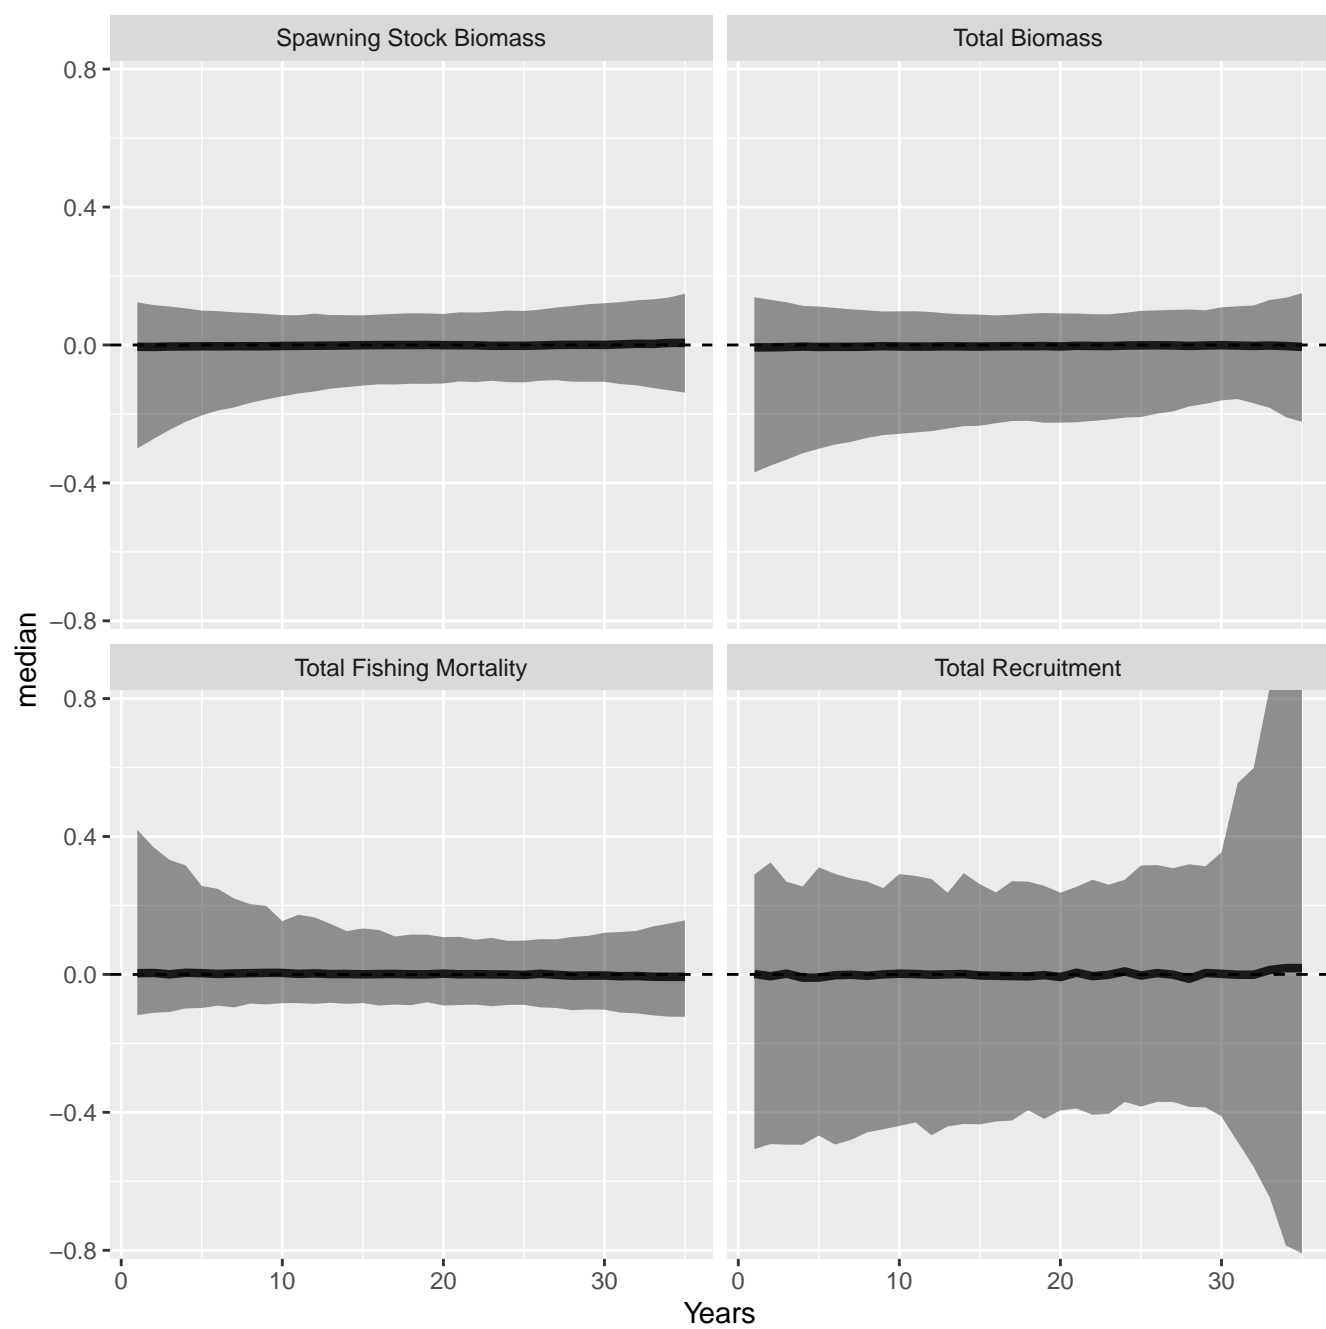 Spawning Stock Biomass
Total Biomass
0.8
0.4
0.0
−0.4
−0.8
median
Total Fishing Mortality
Total Recruitment
0.8
0.4
0.0
−0.4
−0.8
0 10 20 30
0 10 20 30
Years